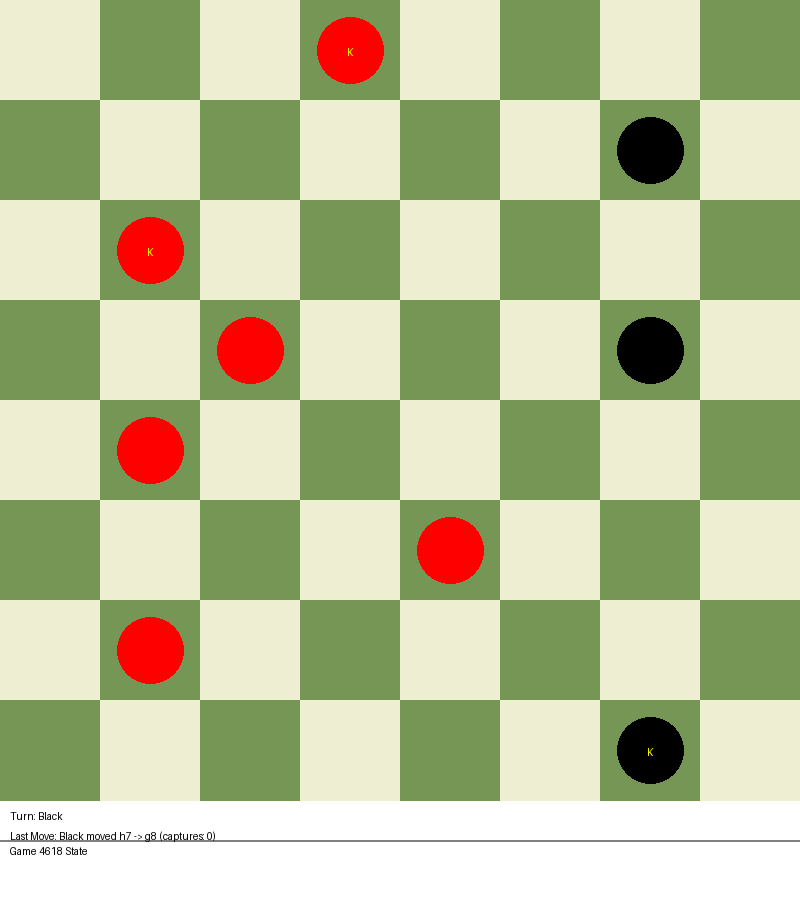 K
K
K
Turn: Black
Last Move: Black moved h7 -> g8 (captures: 0)
Game 4618 State